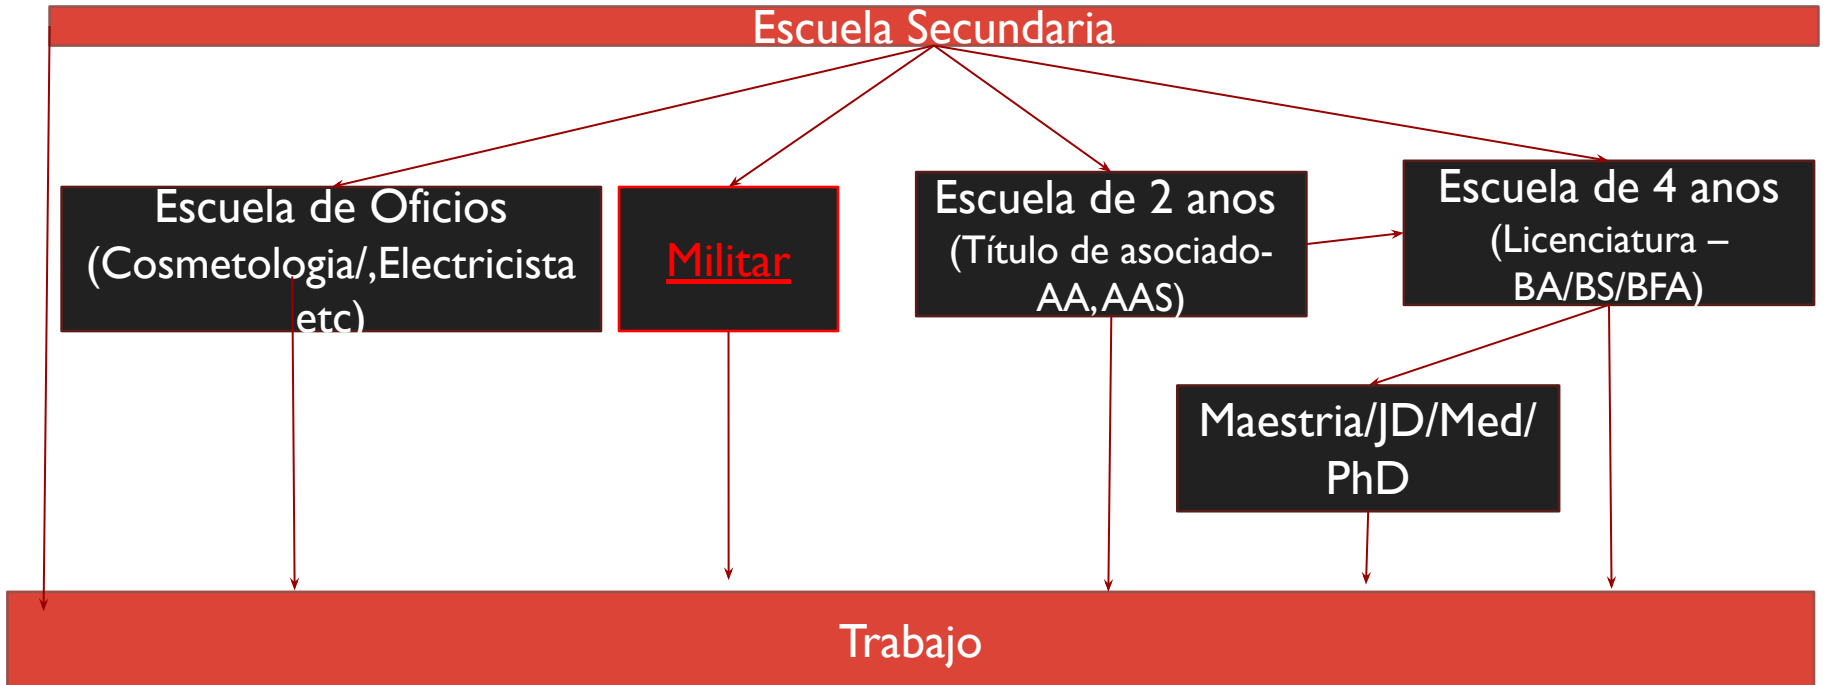 Escuela Secundaria
Escuela de Oficios
(Cosmetologia/,Electricista
etc)
Militar
Escuela de 2 anos
(Título de asociado-
AA, AAS)
Escuela de 4 anos
(Licenciatura –
BA/BS/BFA)
Maestria/JD/Med/
PhD
Trabajo